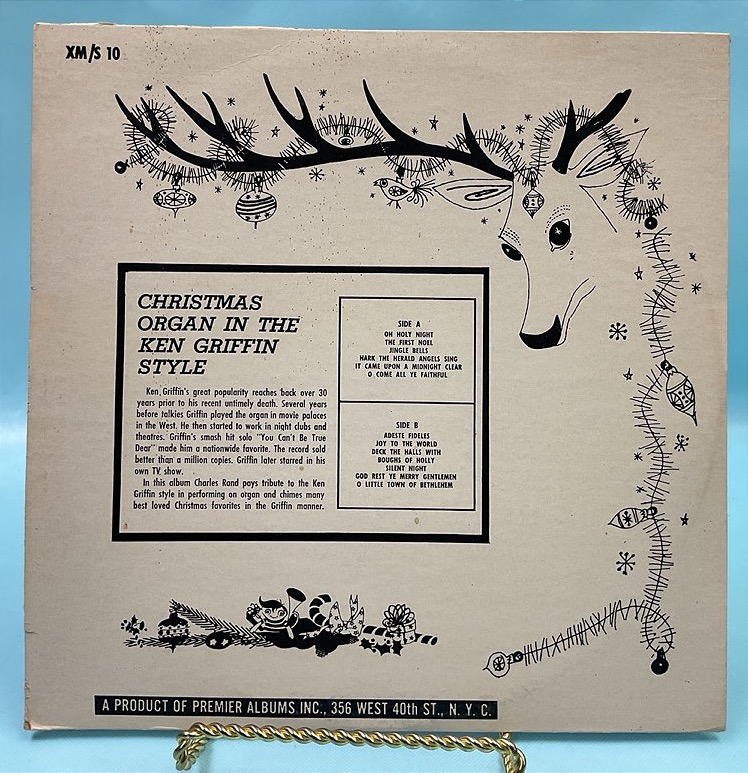 XM/S 10
CHRISTMAS
ORGAN IN THE
KEN GRIFFIN
STYLE
Ken Griffin's great popularity reaches back over 30
years prior to his recent untimely death. Several years
before talkies Griffin played the organ in movie palaces
in the West. He then started to work in night clubs and
theatres. Griffin's smash hit solo "You Can't Be True
Dear" made him a nationwide favorite. The record sold
better than a million copies. Griffin later starred in his
own TV show.
In this album Charles Rand pays tribute to the Ken
Griffin style in performing on organ and chimes many
best loved Christmas favorites in the Griffin manner.
SIDE A
OH HOLY NIGHT
THE FIRST NOEL
JINGLE BELLS
HARK THE HERALD ANGELS SING
IT CAME UPON A MIDNIGHT CLEAR
O COME ALL YE FAITHFUL
SIDE B
ADESTE FIDELES
JOY TO THE WORLD
DECK THE HALLS WITH
BOUGHS OF HOLLY
SILENT NIGHT
GOD REST YE MERRY GENTLEMEN
O LITTLE TOWN OF BETHLEHEM
A PRODUCT OF PREMIER ALBUMS INC., 356 WEST 40th ST., N. Y. C.